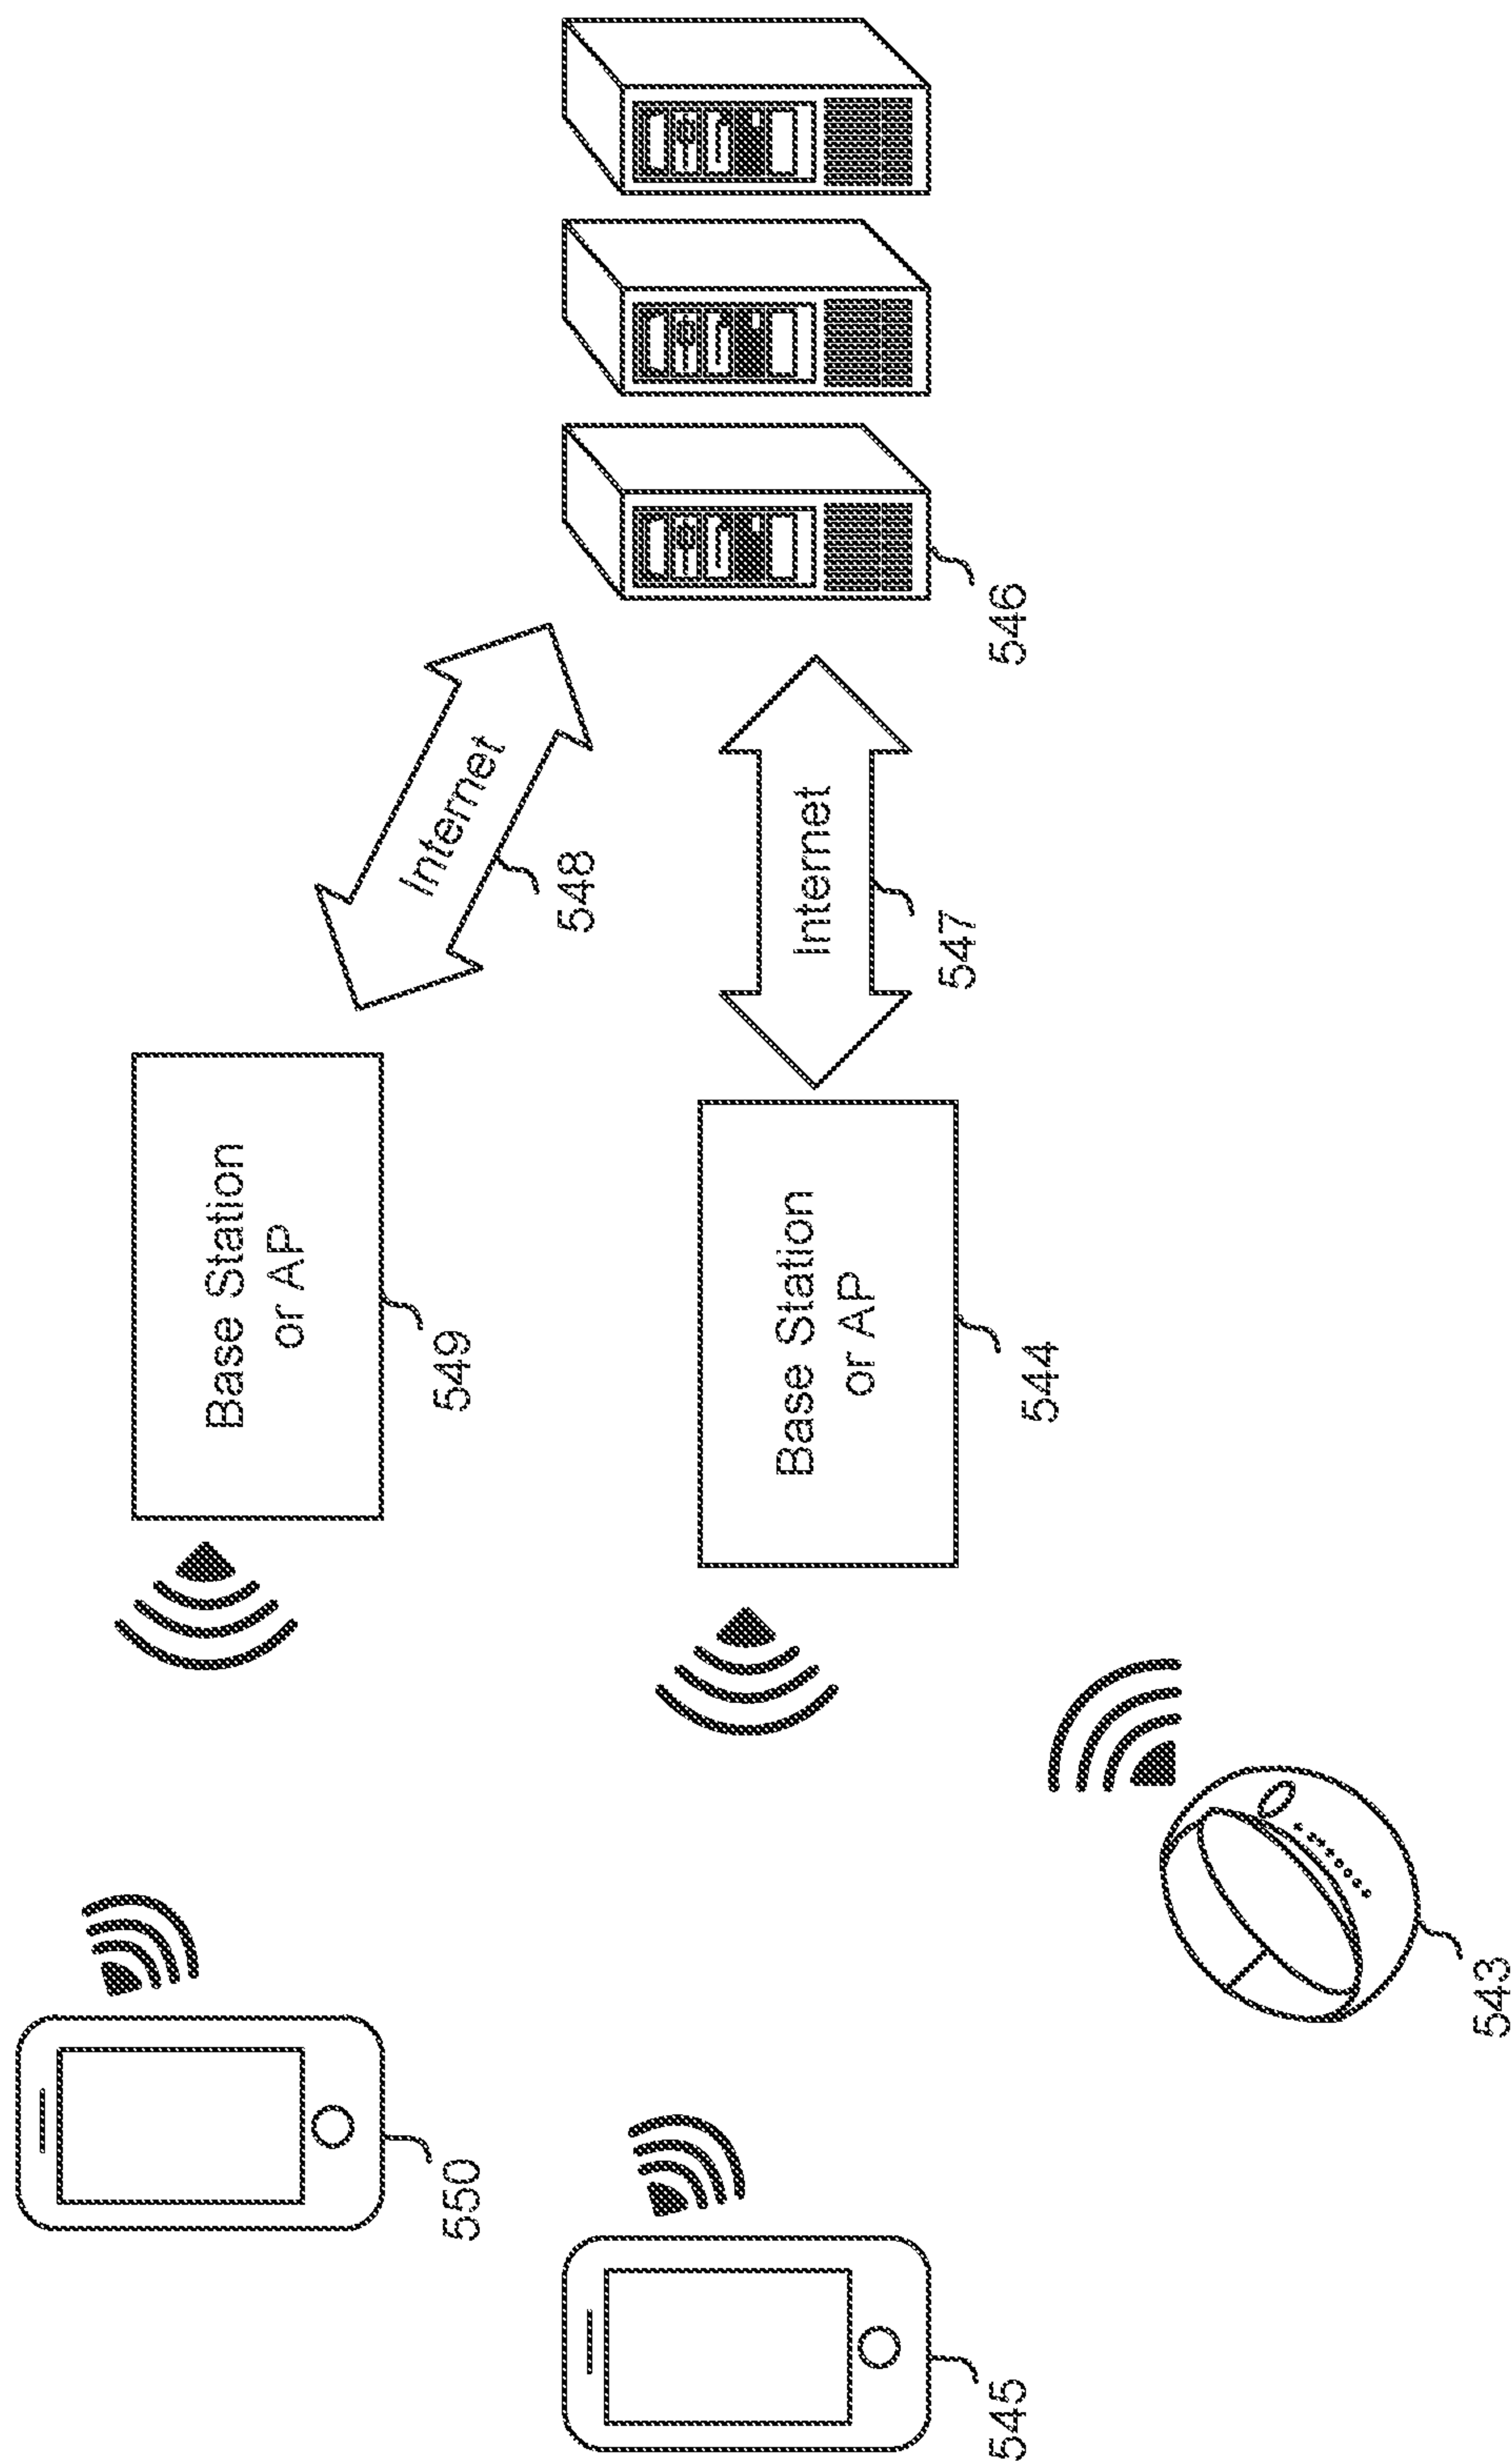 Base Station
or AP
Internet
550
549
548
Base Station
or AP
Internet
547
545
544
546
543